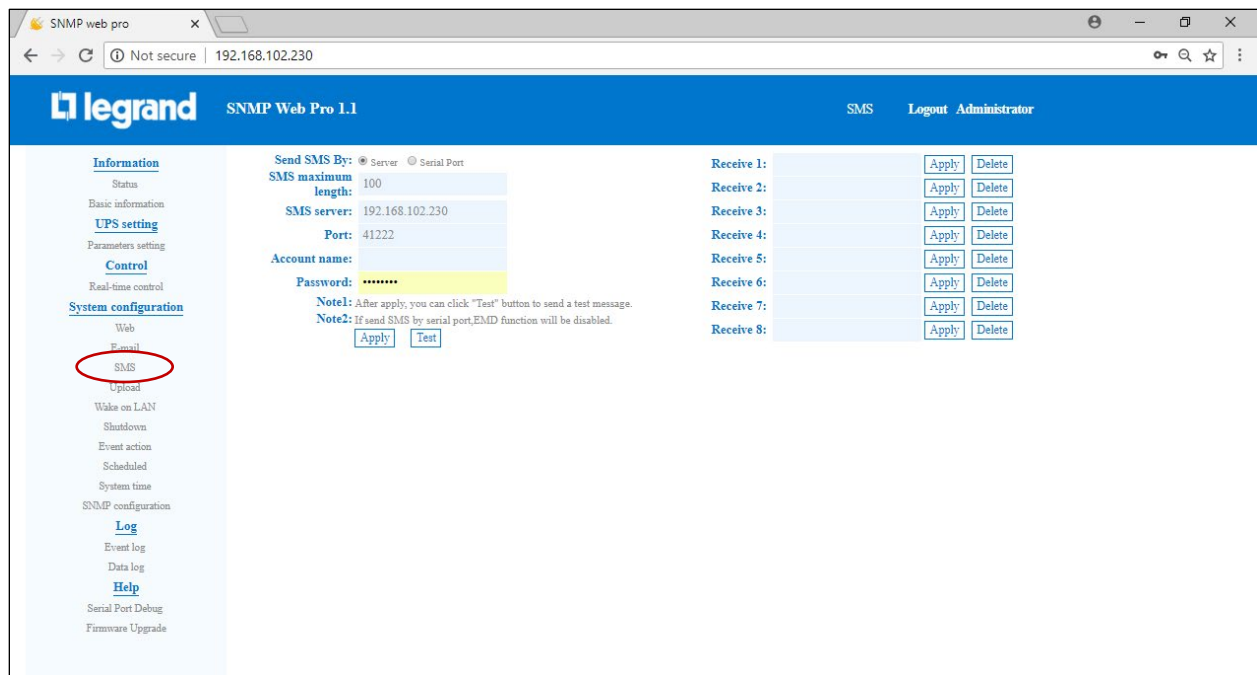 SNMP web pro
Not secure | 192.168.102.230
legrand SNMP Web Pro 1.1 SMS Logout Administrator
Information
Status
Basic information
UPS setting
Parameters setting
Control
Real-time control
System configuration
Web
E-mail
SMS
Upload
Wake on LAN
Shutdown
Event action
Scheduled
System time
SNMP configuration
Log
Event log
Data log
Help
Serial Port Debug
Firmware Upgrade
Send SMS By: Server Serial Port
SMS maximum
length: 100
SMS server: 192.168.102.230
Port: 41222
Account name:
Password: ••••••••
Note1: After apply, you can click "Test" button to send a test message.
Note2: If send SMS by serial port,EMD function will be disabled.
Apply Test
Receive 1: Apply Delete
Receive 2: Apply Delete
Receive 3: Apply Delete
Receive 4: Apply Delete
Receive 5: Apply Delete
Receive 6: Apply Delete
Receive 7: Apply Delete
Receive 8: Apply Delete